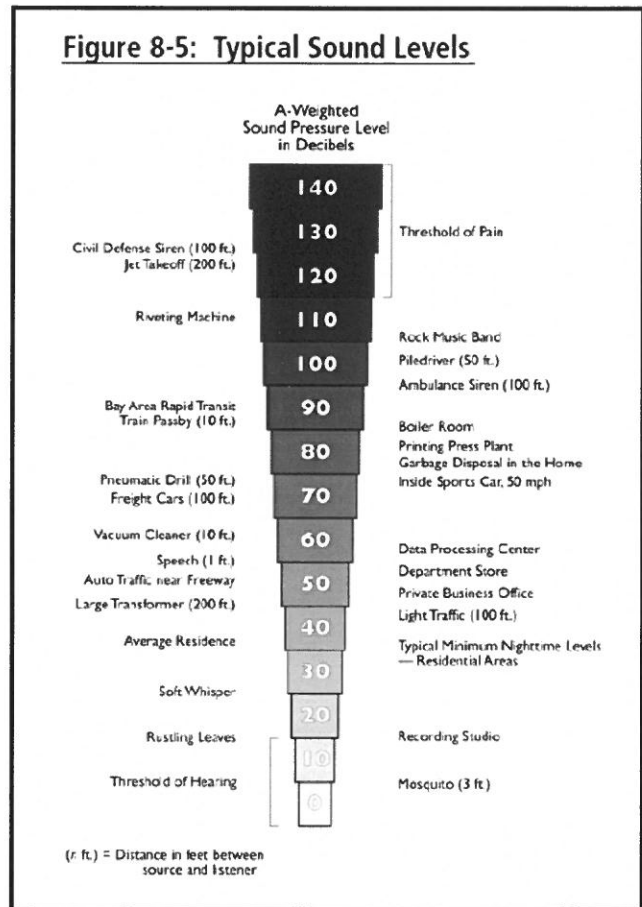 Figure 8-5: Typical Sound Levels
A-Weighted
Sound Pressure Level
in Decibels
140
130
Threshold of Pain
Civil Defense Siren (100 ft.)
Jet Takeoff (200 ft.)
120
Riveting Machine
110
Rock Music Band
100
Piledriver (50 ft.)
Ambulance Siren (100 ft.)
Bay Area Rapid Transit
Train Passby (10 ft.)
90
Boiler Room
80
Printing Press Plant
Garbage Disposal in the Home
Pneumatic Drill (50 ft.)
Freight Cars (100 ft.)
70
Inside Sports Car, 50 mph
Vacuum Cleaner (10 ft.)
60
Data Processing Center
Speech (1 ft.)
Department Store
Auto Traffic near Freeway
50
Private Business Office
Large Transformer (200 ft.)
Light Traffic (100 ft.)
40
Average Residence
Typical Minimum Nighttime Levels
— Residential Areas
30
Soft Whisper
20
Rustling Leaves
Recording Studio
10
Threshold of Hearing
Mosquito (3 ft.)
0
(r. ft.) = Distance in feet between
source and listener